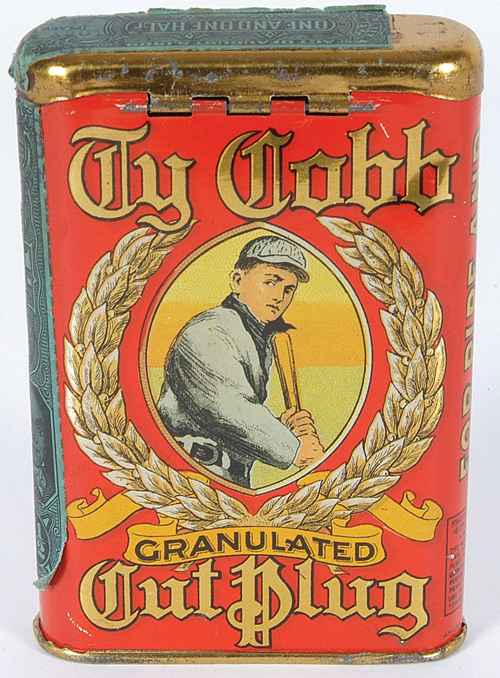 ONE AND ONE HALF
Ty Cobb
GRANULATED
Cut Plug
FOR PIPE AND